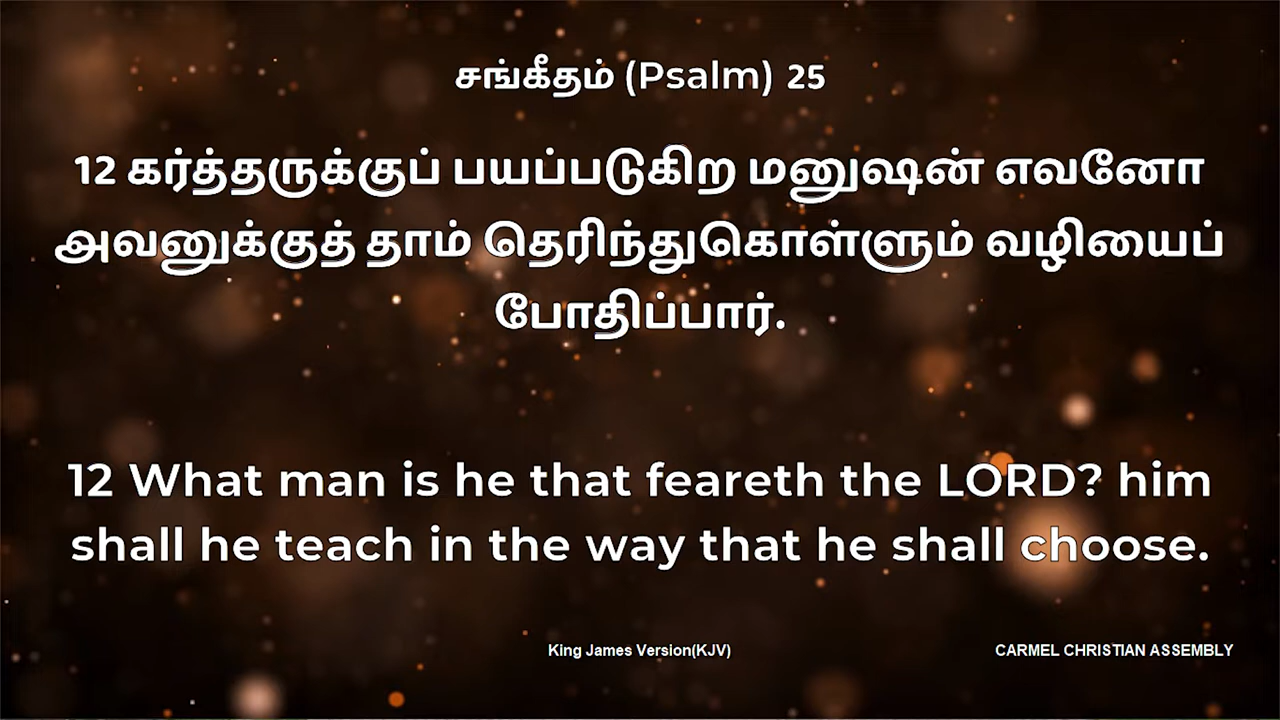 சங்கீதம் (Psalm) 25
12 கர்த்தருக்குப் பயப்படுகிற மனுஷன் எவனோ
அவனுக்குத் தாம் தெரிந்துகொள்ளும் வழியைப்
போதிப்பார்.
12 What man is he that feareth the LORD? him
shall he teach in the way that he shall choose.
King James Version(KJV)
CARMEL CHRISTIAN ASSEMBLY